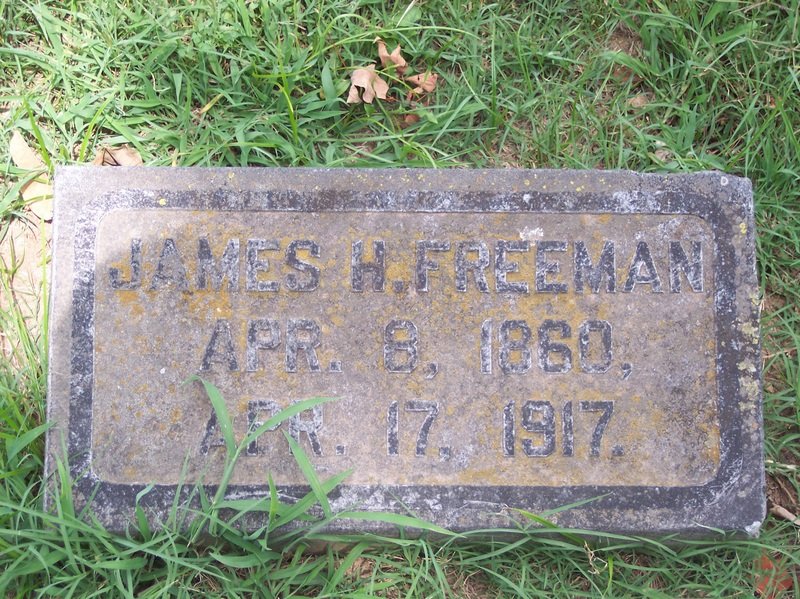 JAMES H. FREEMAN
APR. 8, 1860,
APR. 17, 1917.